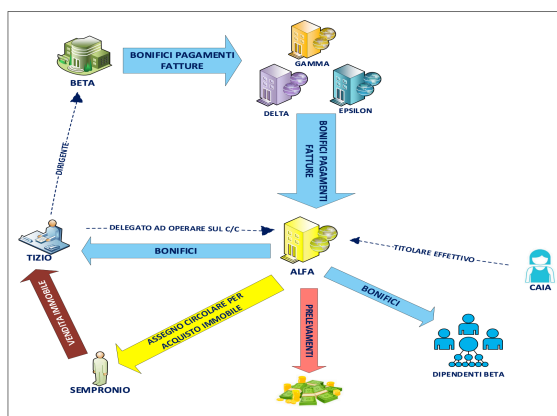 BONIFICI PAGAMENTI
FATTURE
BETA
GAMMA
DELTA
EPSILON
DIRIGENTE
BONIFICI PAGAMENTI
FATTURE
DELEGATO AD OPERARE SUL C/C
TIZIO
BONIFICI
ALFA
TITOLARE EFFETTIVO
CAIA
VENDITA IMMOBILE
ASSEGNO CIRCOLARE PER
ACQUISTO IMMOBILE
PRELEVAMENTI
BONIFICI
SEMPRONIO
DIPENDENTI BETA